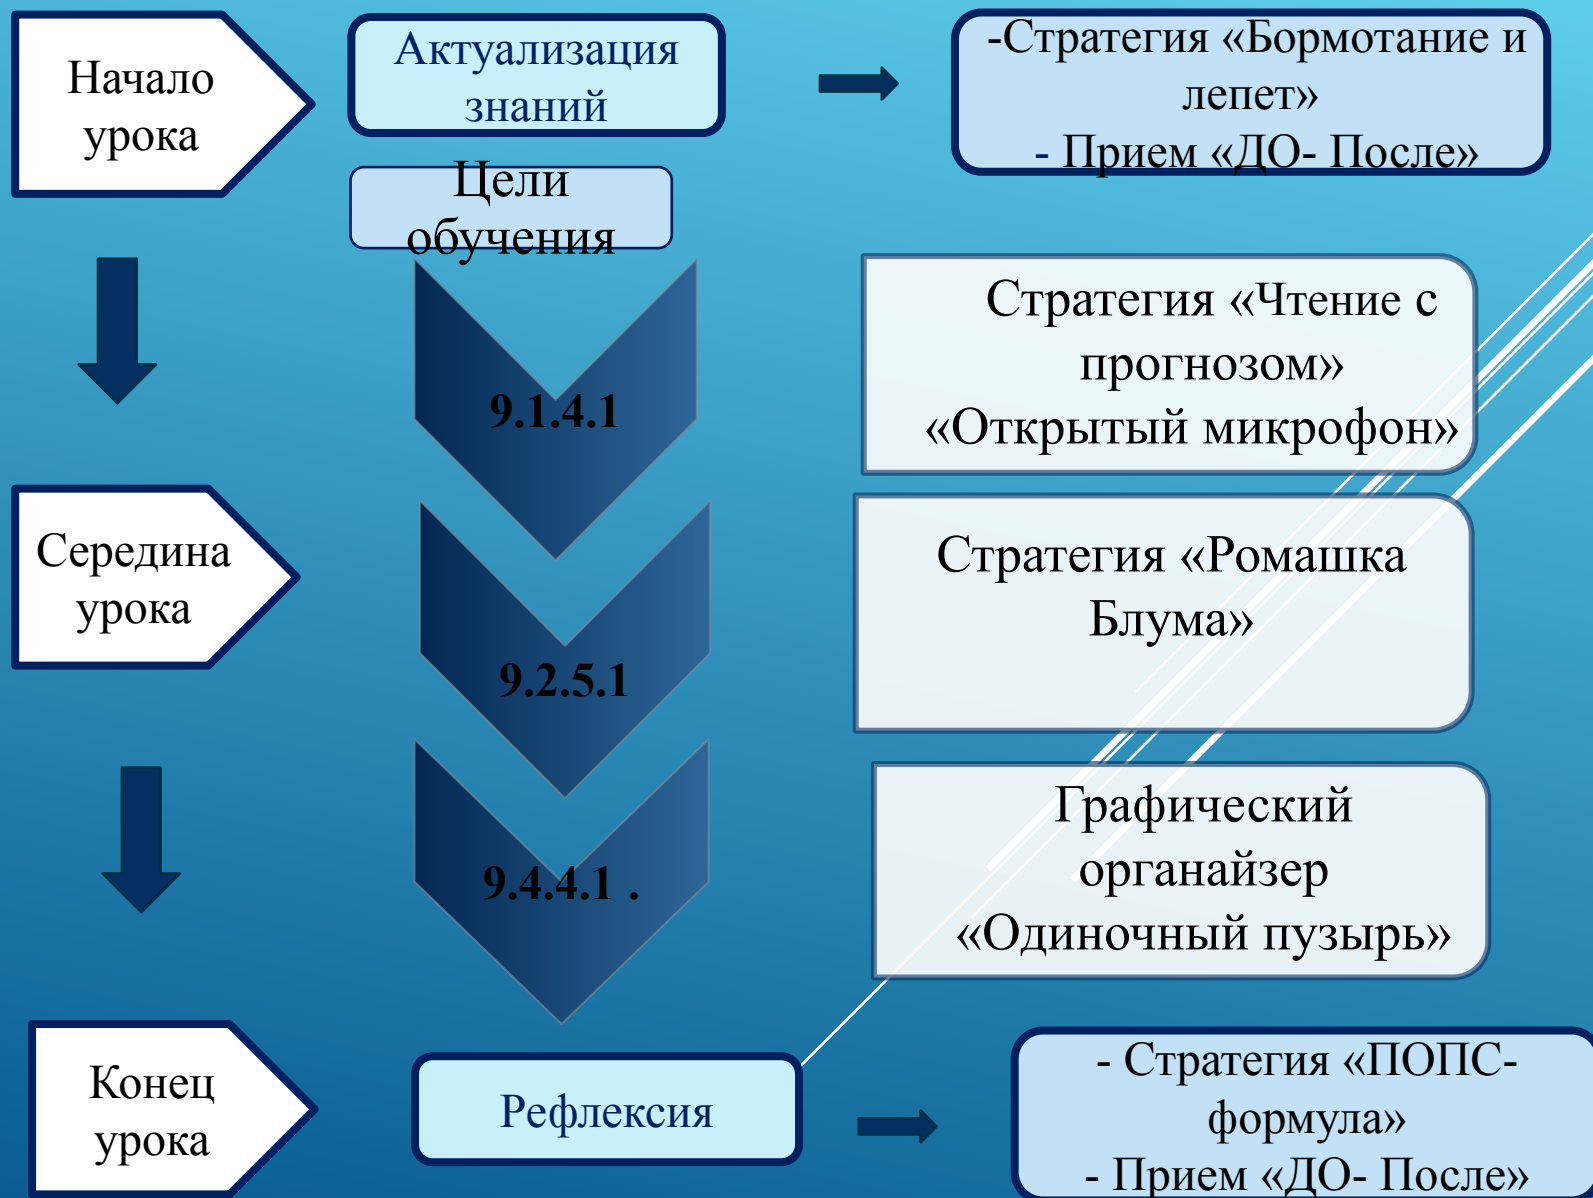 Начало
урока
Актуализация
знаний
-Стратегия «Бормотание и
лепет»
- Прием «ДО- После»
Цели
обучения
9.1.4.1
Стратегия «Чтение с
прогнозом»
«Открытый микрофон»
Середина
урока
9.2.5.1
Стратегия «Ромашка
Блума»
9.4.4.1 .
Графический
органайзер
«Одиночный пузырь»
Конец
урока
Рефлексия
- Стратегия «ПОПС-
формула»
- Прием «ДО- После»